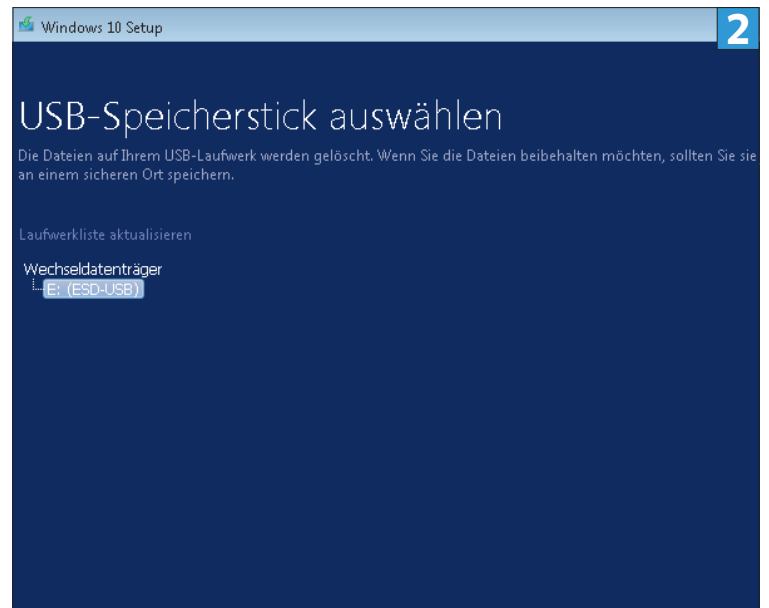 Windows 10 Setup
2
USB-Speicherstick auswählen
Die Dateien auf Ihrem USB-Laufwerk werden gelöscht. Wenn Sie die Dateien beibehalten möchten, sollten Sie sie
an einem sicheren Ort speichern.
Laufwerkliste aktualisieren
Wechseldatenträger
E: (ESD-USB)